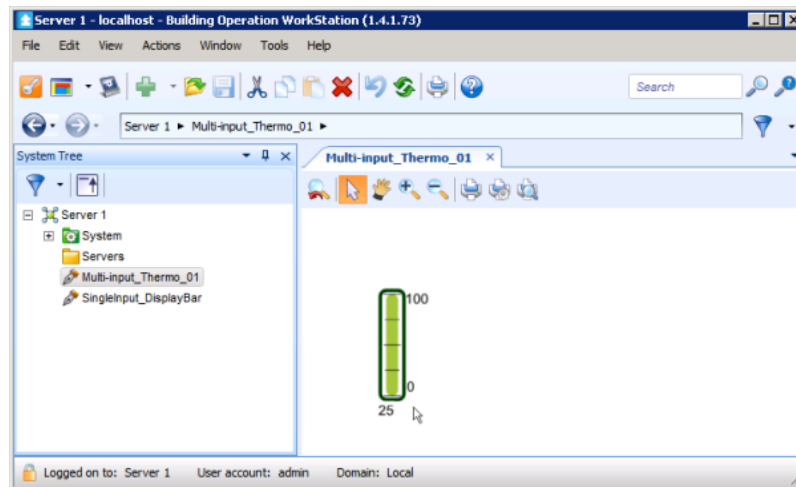 Server 1 - localhost - Building Operation WorkStation (1.4.1.73)
File Edit View Actions Window Tools Help
Search
Server 1 ▸ Multi-input_Thermo_01 ▸
System Tree
Multi-input_Thermo_01
Server 1
System
Servers
Multi-input_Thermo_01
SingleInput_DisplayBar
100
0
25
Logged on to: Server 1 User account: admin Domain: Local